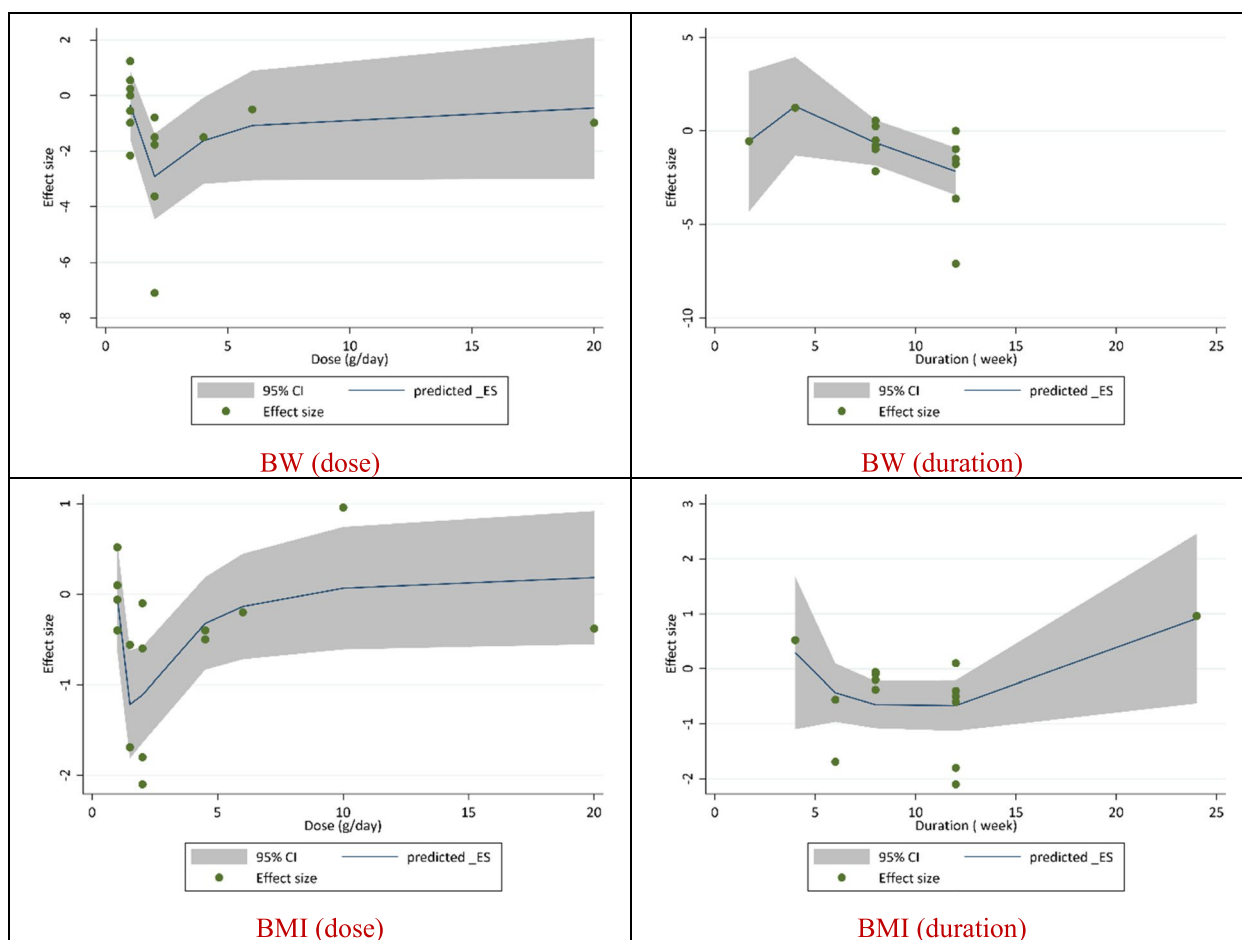 2
0
-2
-4
-6
-8
Effect size
0 5 10 15 20
Dose (g/day)
95% CI predicted _ES
Effect size
BW (dose)
5
0
-5
-10
Effect size
0 5 10 15 20 25
Duration ( week)
95% CI predicted _ES
Effect size
BW (duration)
1
0
-1
-2
Effect size
0 5 10 15 20
Dose (g/day)
95% CI predicted _ES
Effect size
BMI (dose)
3
2
1
0
-1
-2
Effect size
0 5 10 15 20 25
Duration ( week)
95% CI predicted _ES
Effect size
BMI (duration)